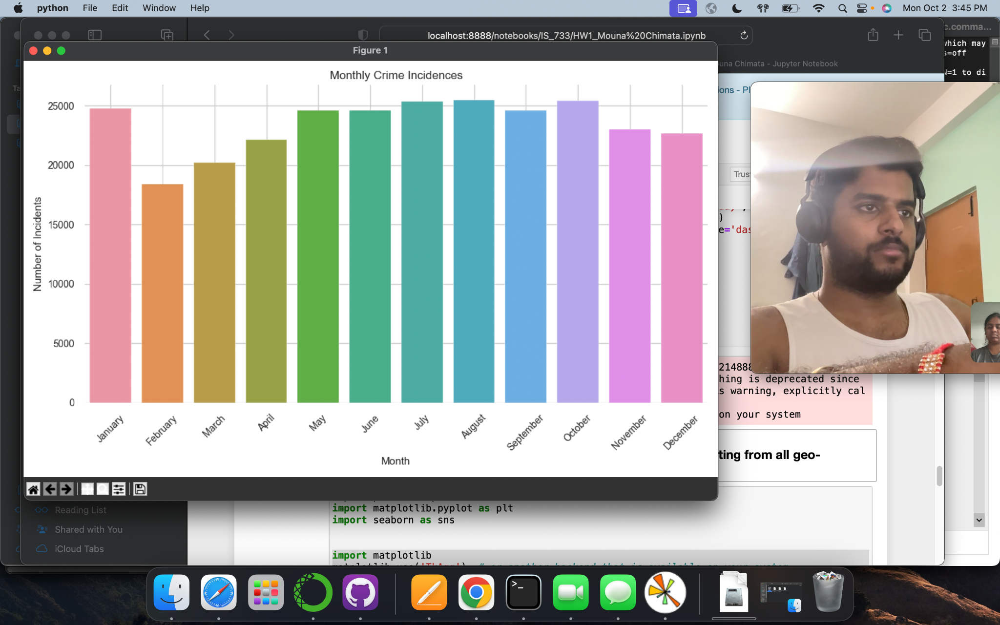 python File Edit Window Help
Mon Oct 2 3:45 PM
localhost:8888/notebooks/IS_733/HW1_Mouna%20Chimata.ipynb
Figure 1
una Chimata - Jupyter Notebook
c.comma...
which may
s=off
N=1 to di
Ta
ions - Pl
Trus
Monthly Crime Incidences
Number of Incidents
25000
20000
15000
10000
5000
0
January
February
March
April
May
June
July
August
September
October
November
December
Month
)
e='das
214888
hing is deprecated since
s warning, explicitly cal
on your system
ting from all geo-
Reading List
Shared with You
iCloud Tabs
import matplotlib.pyplot as plt
import seaborn as sns
import matplotlib
>_